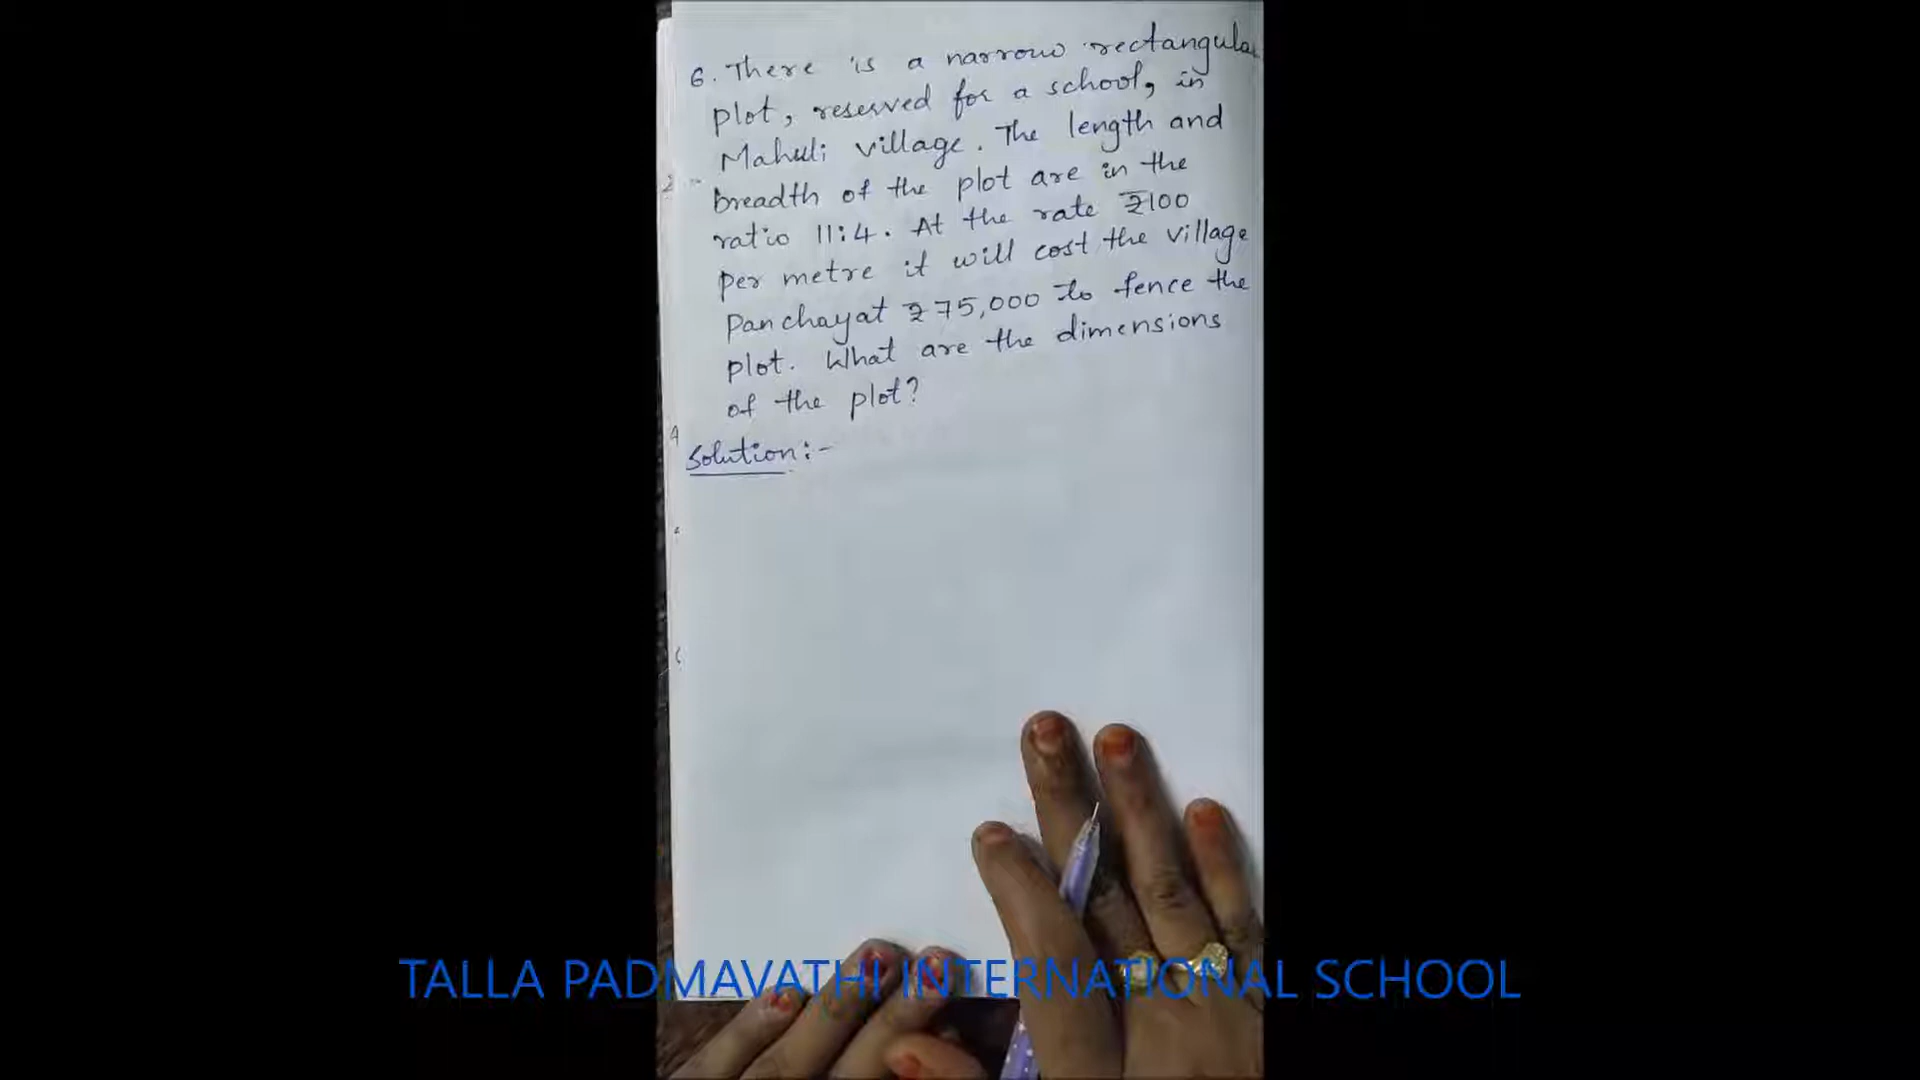 6. There is a narrow rectangular
plot, reserved for a school, in
Mahuli village. The length and
breadth of the plot are in the
ratio 11:4. At the rate ₹100
per metre it will cost the village
Panchayat ₹75,000 to fence the
plot. What are the dimensions
of the plot?
Solution:-
TALLA PADMAVATHI INTERNATIONAL SCHOOL